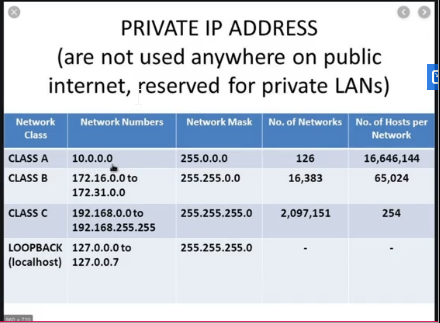 PRIVATE IP ADDRESS
(are not used anywhere on public
internet, reserved for private LANs)
Network Class Network Numbers Network Mask No. of Networks No. of Hosts per Network
CLASS A 10.0.0.0 255.0.0.0 126 16,646,144
CLASS B 172.16.0.0 to 172.31.0.0 255.255.0.0 16,383 65,024
CLASS C 192.168.0.0 to 192.168.255.255 255.255.255.0 2,097,151 254
LOOPBACK (localhost) 127.0.0.0 to 127.0.0.7 255.255.255.0 - -